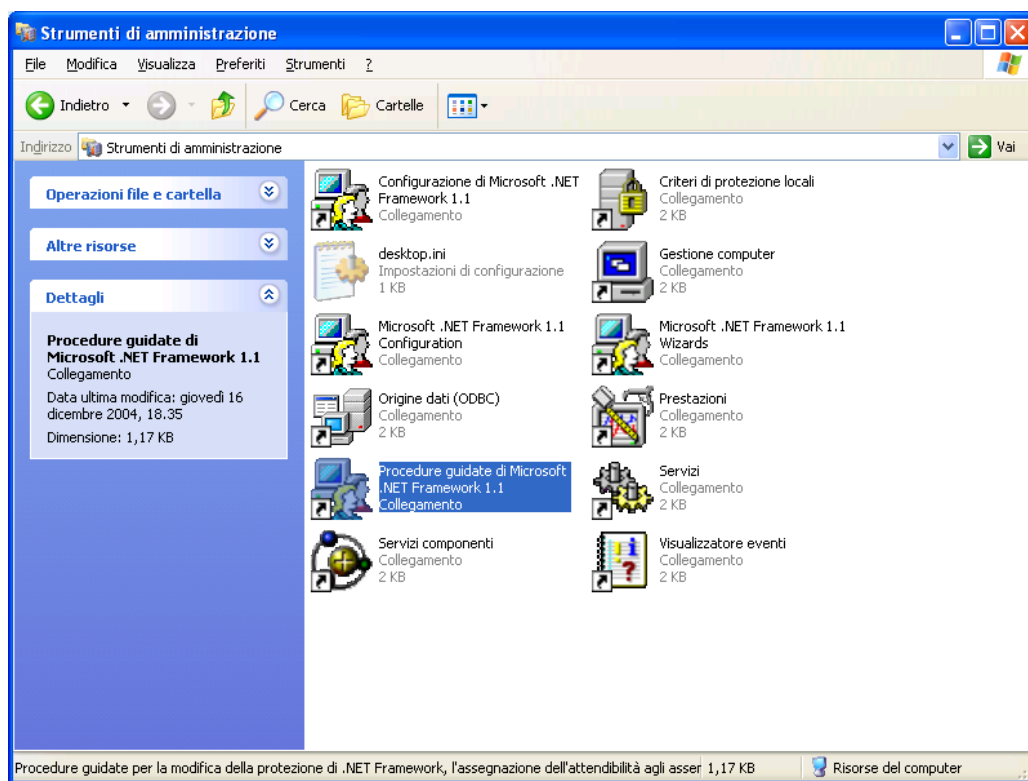 Strumenti di amministrazione
File Modifica Visualizza Preferiti Strumenti ?
Indietro Cerca Cartelle
Indirizzo Strumenti di amministrazione Vai
Operazioni file e cartella
Altre risorse
Dettagli
Procedure guidate di
Microsoft .NET Framework 1.1
Collegamento
Data ultima modifica: giovedì 16
dicembre 2004, 18.35
Dimensione: 1,17 KB
Configurazione di Microsoft .NET
Framework 1.1
Collegamento
Criteri di protezione locali
Collegamento
2 KB
desktop.ini
Impostazioni di configurazione
1 KB
Gestione computer
Collegamento
2 KB
Microsoft .NET Framework 1.1
Configuration
Collegamento
Microsoft .NET Framework 1.1
Wizards
Collegamento
Origine dati (ODBC)
Collegamento
2 KB
Prestazioni
Collegamento
2 KB
Procedure guidate di Microsoft
.NET Framework 1.1
Collegamento
Servizi
Collegamento
2 KB
Servizi componenti
Collegamento
2 KB
Visualizzatore eventi
Collegamento
2 KB
Procedure guidate per la modifica della protezione di .NET Framework, l'assegnazione dell'attendibilità agli asser 1,17 KB Risorse del computer